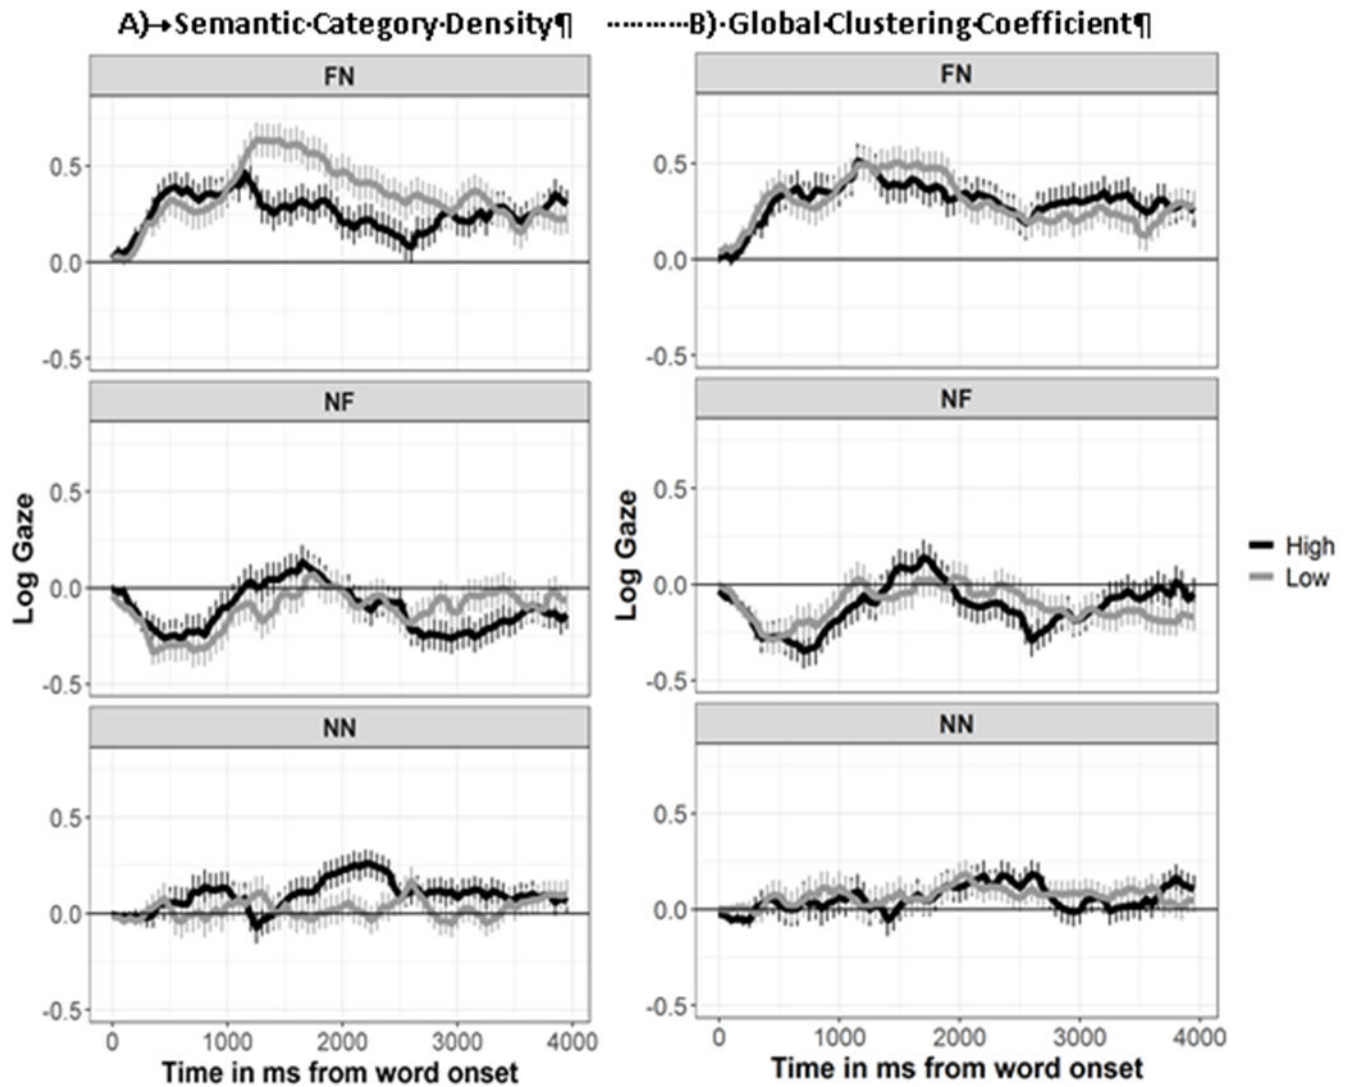 A)→Semantic·Category·Density¶ ··········B)·Global·Clustering·Coefficient¶
FN
0.5
0.0
-0.5
FN
0.5
0.0
-0.5
NF
0.5
0.0
-0.5
NF
0.5
0.0
-0.5
Log Gaze
Log Gaze
High
Low
NN
0.5
0.0
-0.5
NN
0.5
0.0
-0.5
0 1000 2000 3000 4000
0 1000 2000 3000 4000
Time in ms from word onset
Time in ms from word onset